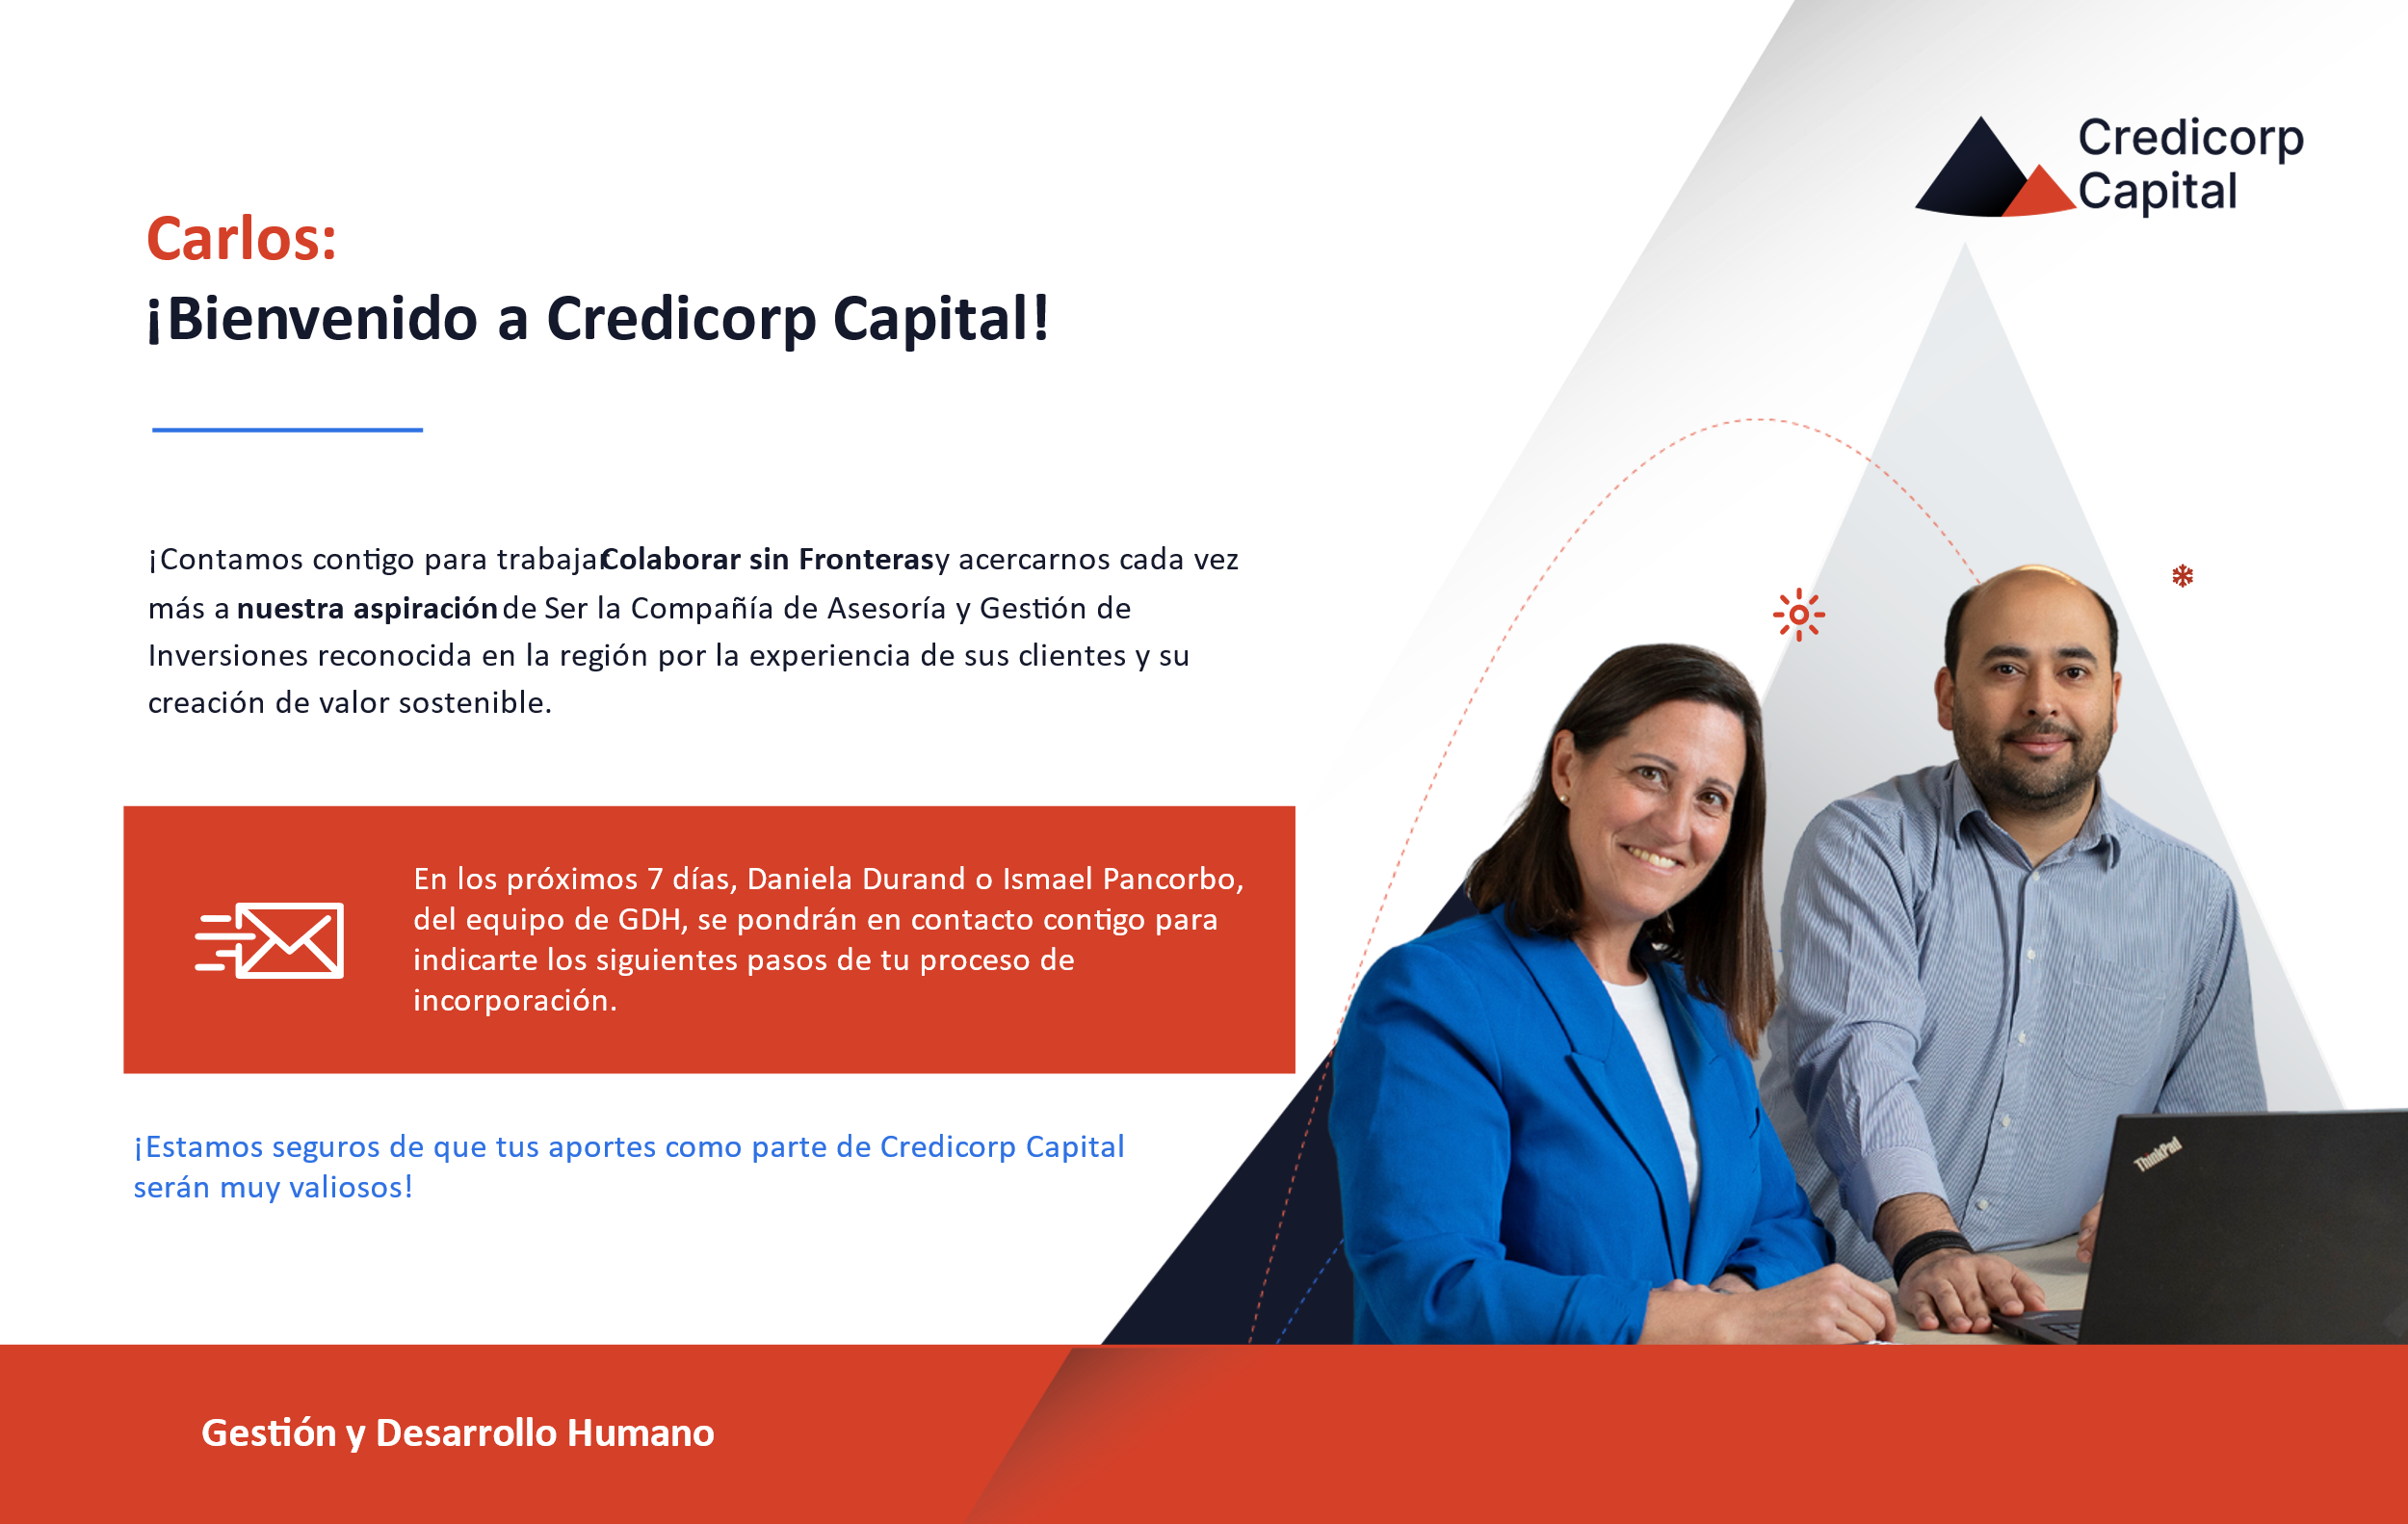 Credicorp
Capital
Carlos:
¡Bienvenido a Credicorp Capital!
¡Contamos contigo para trabajar Colaborar sin Fronteras y acercarnos cada vez
más a nuestra aspiración de Ser la Compañía de Asesoría y Gestión de
Inversiones reconocida en la región por la experiencia de sus clientes y su
creación de valor sostenible.
En los próximos 7 días, Daniela Durand o Ismael Pancorbo,
del equipo de GDH, se pondrán en contacto contigo para
indicarte los siguientes pasos de tu proceso de
incorporación.
¡Estamos seguros de que tus aportes como parte de Credicorp Capital
serán muy valiosos!
ThinkPad
Gestión y Desarrollo Humano